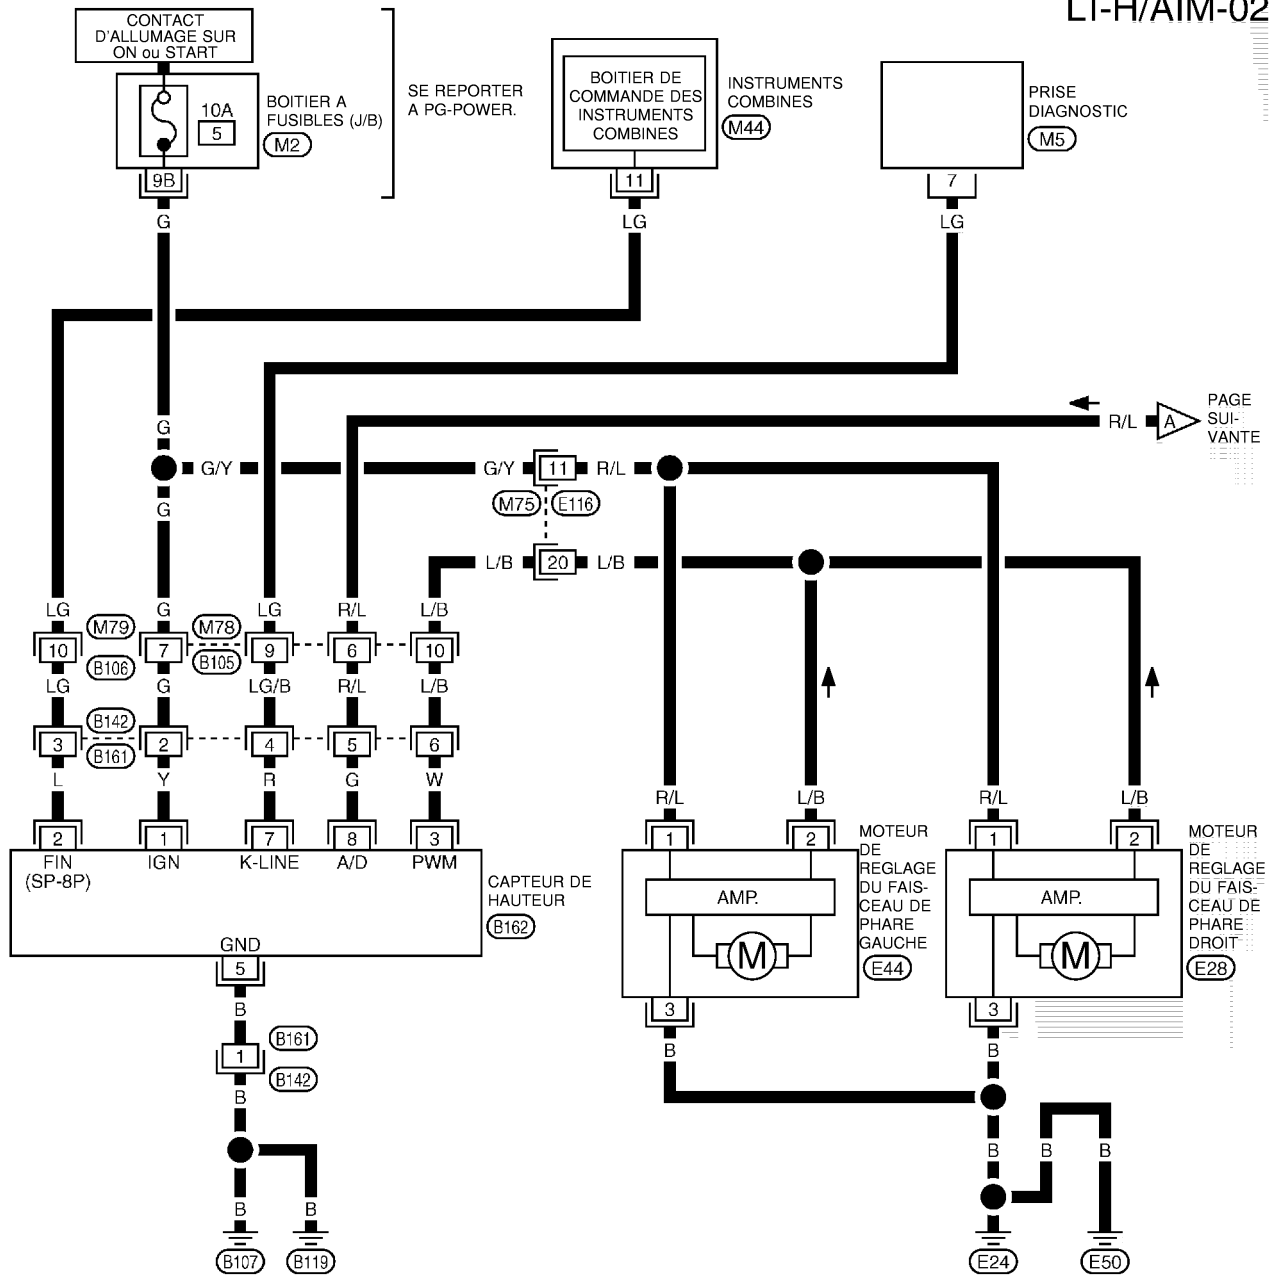 LT-H/AIM-02
CONTACT
D'ALLUMAGE SUR
ON ou START
10A
5
BOITIER A
FUSIBLES (J/B)
M2
9B
G
SE REPORTER
A PG-POWER.
BOITIER DE
COMMANDE DES
INSTRUMENTS
COMBINES
INSTRUMENTS
COMBINES
M44
11
LG
PRISE
DIAGNOSTIC
M5
7
LG
G
R/L
A
PAGE
SUI-
VANTE
G/Y
G/Y
11
R/L
G
M75
E116
L/B
20
L/B
LG
G
LG
R/L
L/B
M79
M78
10
7
9
6
10
B106
B105
LG
G
LG/B
R/L
L/B
B142
3
2
4
5
6
B161
L
Y
R
G
W
2
1
7
8
3
FIN
(SP-8P)
IGN
K-LINE
A/D
PWM
CAPTEUR DE
HAUTEUR
B162
GND
5
B
B161
1
B142
B
B
B
B107
B119
R/L
L/B
1
2
AMP.
M
3
B
MOTEUR
DE
REGLAGE
DU FAIS-
CEAU DE
PHARE
GAUCHE
E44
R/L
L/B
1
2
AMP.
M
3
B
MOTEUR
DE
REGLAGE
DU FAIS-
CEAU DE
PHARE
DROIT
E28
B
B
B
E24
E50